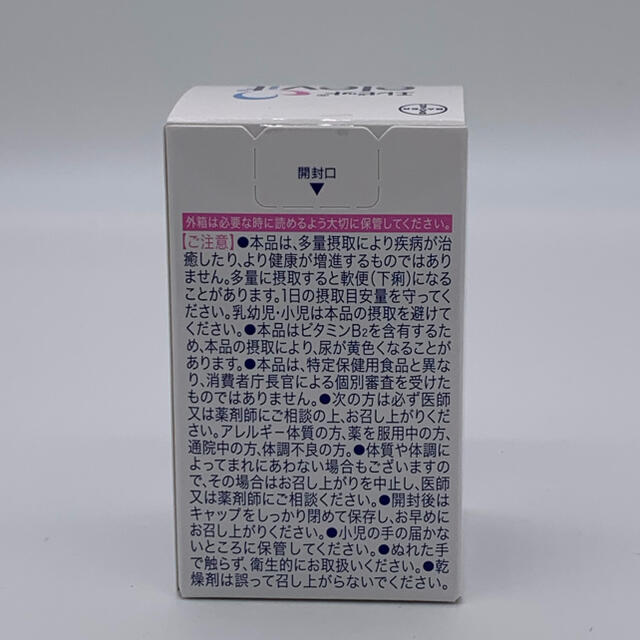 エレビット
elevit
BAYER
開封口
外箱は必要な時に読めるよう大切に保管してください。
【ご注意】●本品は、多量摂取により疾病が治
癒したり、より健康が増進するものではあり
ません。多量に摂取すると軟便(下痢)になる
ことがあります。1日の摂取目安量を守ってく
ださい。乳幼児・小児は本品の摂取を避けて
ください。●本品はビタミンB₂を含有するた
め、本品の摂取により、尿が黄色くなることが
あります。●本品は、特定保健用食品と異な
り、消費者庁長官による個別審査を受けた
ものではありません。●次の方は必ず医師
又は薬剤師にご相談の上、お召し上がりくだ
さい。アレルギー体質の方、薬を服用中の方、
通院中の方、体調不良の方。●体質や体調に
よってまれにあわない場合もございますの
で、その場合はお召し上がりを中止し、医師
又は薬剤師にご相談ください。●開封後は
キャップをしっかり閉めて保存し、お早めに
お召し上がりください。●小児の手の届かな
いところに保管してください。●ぬれた手
で触らず、衛生的にお取扱いください。●乾
燥剤は誤って召し上がらないでください。